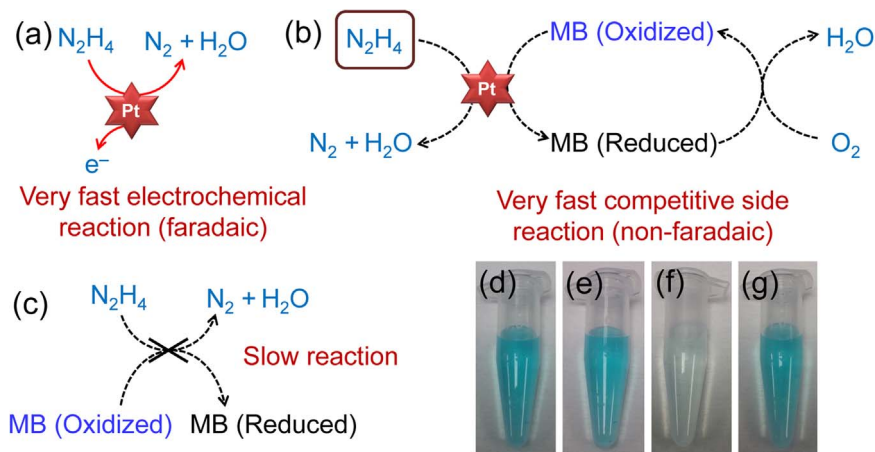 (a)
N₂H₄
N₂ + H₂O
Pt
e⁻
Very fast electrochemical
reaction (faradaic)
(b)
N₂H₄
MB (Oxidized)
H₂O
Pt
N₂ + H₂O
MB (Reduced)
O₂
Very fast competitive side
reaction (non-faradaic)
(c)
N₂H₄
N₂ + H₂O
Slow reaction
MB (Oxidized)
MB (Reduced)
(d)
(e)
(f)
(g)